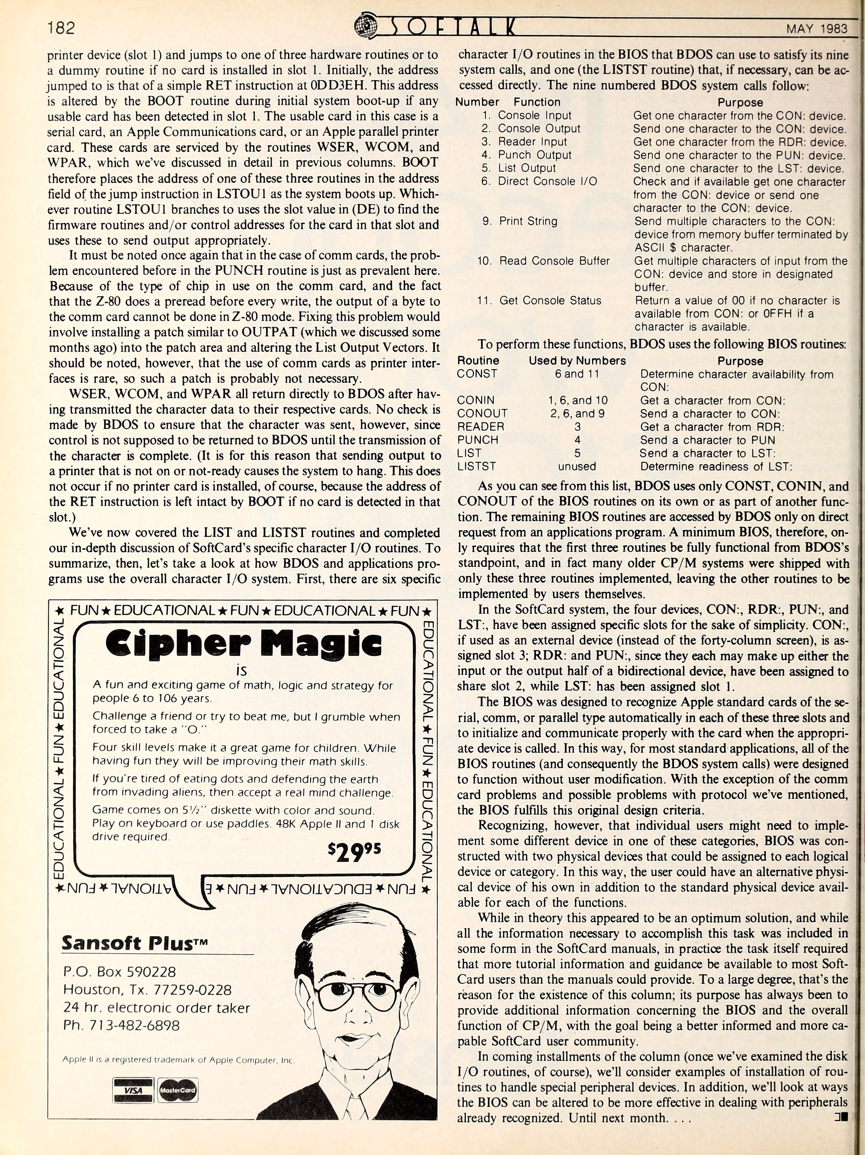 182
SOFTALK
MAY 1983
printer device (slot 1) and jumps to one of three hardware routines or to
a dummy routine if no card is installed in slot 1. Initially, the address
jumped to is that of a simple RET instruction at 0DD3EH. This address
is altered by the BOOT routine during initial system boot-up if any
usable card has been detected in slot 1. The usable card in this case is a
serial card, an Apple Communications card, or an Apple parallel printer
card. These cards are serviced by the routines WSER, WCOM, and
WPAR, which we've discussed in detail in previous columns. BOOT
therefore places the address of one of these three routines in the address
field of the jump instruction in LSTOU1 as the system boots up. Which-
ever routine LSTOU1 branches to uses the slot value in (DE) to find the
firmware routines and/or control addresses for the card in that slot and
uses these to send output appropriately.
It must be noted once again that in the case of comm cards, the prob-
lem encountered before in the PUNCH routine is just as prevalent here.
Because of the type of chip in use on the comm card, and the fact
that the Z-80 does a preread before every write, the output of a byte to
the comm card cannot be done in Z-80 mode. Fixing this problem would
involve installing a patch similar to OUTPAT (which we discussed some
months ago) into the patch area and altering the List Output Vectors. It
should be noted, however, that the use of comm cards as printer inter-
faces is rare, so such a patch is probably not necessary.
WSER, WCOM, and WPAR all return directly to BDOS after hav-
ing transmitted the character data to their respective cards. No check is
made by BDOS to ensure that the character was sent, however, since
control is not supposed to be returned to BDOS until the transmission of
the character is complete. (It is for this reason that sending output to
a printer that is not on or not-ready causes the system to hang. This does
not occur if no printer card is installed, of course, because the address of
the RET instruction is left intact by BOOT if no card is detected in that
slot.)
We've now covered the LIST and LISTST routines and completed
our in-depth discussion of SoftCard's specific character I/O routines. To
summarize, then, let's take a look at how BDOS and applications pro-
grams use the overall character I/O system. First, there are six specific
★ FUN ★ EDUCATIONAL ★ FUN ★ EDUCATIONAL ★ FUN ★
EDUCATIONAL ★ FUN ★ EDUCATIONAL
EDUCATIONAL ★ FUN ★ EDUCATIONAL
Cipher Magic
is
A fun and exciting game of math, logic and strategy for
people 6 to 106 years.
Challenge a friend or try to beat me, but I grumble when
forced to take a "O."
Four skill levels make it a great game for children. While
having fun they will be improving their math skills.
If you're tired of eating dots and defending the earth
from invading aliens, then accept a real mind challenge.
Game comes on 5½" diskette with color and sound.
Play on keyboard or use paddles. 48K Apple II and 1 disk
drive required.
$29⁹⁵
★ FUN ★ EDUCATIONAL ★ FUN ★ E ATIONAL ★ FUN ★
Sansoft Plus™
P.O. Box 590228
Houston, Tx. 77259-0228
24 hr. electronic order taker
Ph. 713-482-6898
Apple II is a registered trademark of Apple Computer, Inc.
VISA MasterCard
character I/O routines in the BIOS that BDOS can use to satisfy its nine
system calls, and one (the LISTST routine) that, if necessary, can be ac-
cessed directly. The nine numbered BDOS system calls follow:
Number Function Purpose
1. Console Input Get one character from the CON: device.
2. Console Output Send one character to the CON: device.
3. Reader Input Get one character from the RDR: device.
4. Punch Output Send one character to the PUN: device.
5. List Output Send one character to the LST: device.
6. Direct Console I/O Check and if available get one character
from the CON: device or send one
character to the CON: device.
9. Print String Send multiple characters to the CON:
device from memory buffer terminated by
ASCII $ character.
10. Read Console Buffer Get multiple characters of input from the
CON: device and store in designated
buffer.
11. Get Console Status Return a value of 00 if no character is
available from CON: or 0FFH if a
character is available.
To perform these functions, BDOS uses the following BIOS routines:
Routine Used by Numbers Purpose
CONST 6 and 11 Determine character availability from
CON:
CONIN 1, 6, and 10 Get a character from CON:
CONOUT 2, 6, and 9 Send a character to CON:
READER 3 Get a character from RDR:
PUNCH 4 Send a character to PUN
LIST 5 Send a character to LST:
LISTST unused Determine readiness of LST:
As you can see from this list, BDOS uses only CONST, CONIN, and
CONOUT of the BIOS routines on its own or as part of another func-
tion. The remaining BIOS routines are accessed by BDOS only on direct
request from an applications program. A minimum BIOS, therefore, on-
ly requires that the first three routines be fully functional from BDOS's
standpoint, and in fact many older CP/M systems were shipped with
only these three routines implemented, leaving the other routines to be
implemented by users themselves.
In the SoftCard system, the four devices, CON:, RDR:, PUN:, and
LST:, have been assigned specific slots for the sake of simplicity. CON:,
if used as an external device (instead of the forty-column screen), is as-
signed slot 3; RDR: and PUN:, since they each may make up either the
input or the output half of a bidirectional device, have been assigned to
share slot 2, while LST: has been assigned slot 1.
The BIOS was designed to recognize Apple standard cards of the se-
rial, comm, or parallel type automatically in each of these three slots and
to initialize and communicate properly with the card when the appropri-
ate device is called. In this way, for most standard applications, all of the
BIOS routines (and consequently the BDOS system calls) were designed
to function without user modification. With the exception of the comm
card problems and possible problems with protocol we've mentioned,
the BIOS fulfills this original design criteria.
Recognizing, however, that individual users might need to imple-
ment some different device in one of these categories, BIOS was con-
structed with two physical devices that could be assigned to each logical
device or category. In this way, the user could have an alternative physi-
cal device of his own in addition to the standard physical device avail-
able for each of the functions.
While in theory this appeared to be an optimum solution, and while
all the information necessary to accomplish this task was included in
some form in the SoftCard manuals, in practice the task itself required
that more tutorial information and guidance be available to most Soft-
Card users than the manuals could provide. To a large degree, that's the
reason for the existence of this column; its purpose has always been to
provide additional information concerning the BIOS and the overall
function of CP/M, with the goal being a better informed and more ca-
pable SoftCard user community.
In coming installments of the column (once we've examined the disk
I/O routines, of course), we'll consider examples of installation of rou-
tines to handle special peripheral devices. In addition, we'll look at ways
the BIOS can be altered to be more effective in dealing with peripherals
already recognized. Until next month. . . .